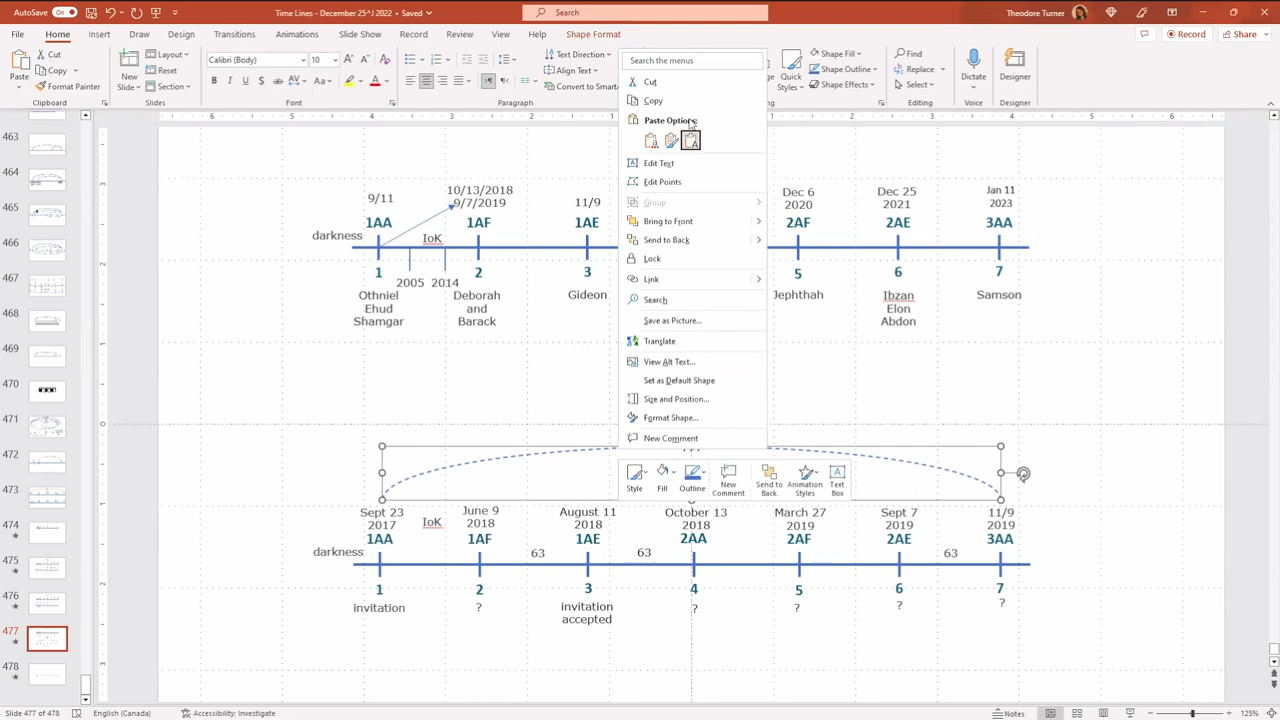 AutoSave On Time Lines - December 25^J 2022 • Saved Search Theodore Turner
File Home Insert Draw Design Transitions Animations Slide Show Record Review View Help Shape Format Record Share
Paste Cut Copy Format Painter Clipboard
New Slide Layout Reset Section Slides
Calibri (Body) 10 Font
Text Direction Align Text Convert to Smarta Paragraph
Quick Styles Shape Fill Shape Outline Shape Effects
Find Replace Select Editing
Dictate Voice
Designer Designer
Search the menus
Cut
Copy
Paste Options:
Edit Text
Edit Points
Group
Bring to Front
Send to Back
Lock
Link
Search
Save as Picture...
Translate
View Alt Text...
Set as Default Shape
Size and Position...
Format Shape...
New Comment
Style Fill Outline New Comment Send to Back Animation Styles Text Box
463
464
465
466
467
468
469
470
471
472
473
474
475
476
477
478
9/11 10/13/2018 11/9 Dec 6 Dec 25 Jan 11
9/7/2019 2020 2021 2023
1AA 1AF 1AE 2AF 2AE 3AA
darkness IoK
1 2 3 5 6 7
2005 2014
Othniel Deborah Gideon Jephthah Ibzan Samson
Ehud and Elon
Shamgar Barack Abdon
Sept 23 IoK June 9 August 11 October 13 March 27 Sept 7 11/9
2017 2018 2018 2018 2019 2019 2019
1AA 1AF 1AE 2AA 2AF 2AE 3AA
darkness 63 63 63
1 2 3 4 5 6 7
invitation ? invitation ? ? ? ?
accepted
Slide 477 of 478 English (Canada) Accessibility: Investigate Notes 125%